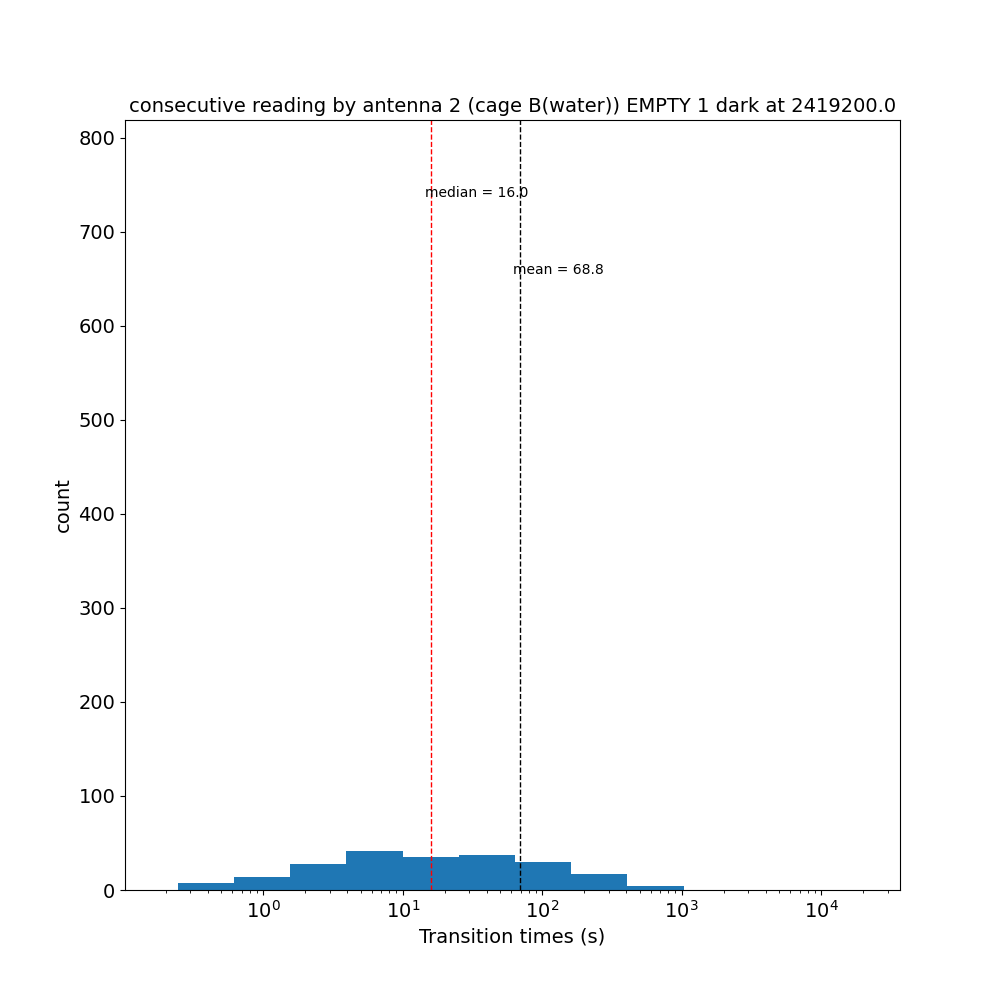 consecutive reading by antenna 2 (cage B(water)) EMPTY 1 dark at 2419200.0
800
median = 16.0
700
mean = 68.8
600
500
400
300
200
100
0
count
10^0 10^1 10^2 10^3 10^4
Transition times (s)